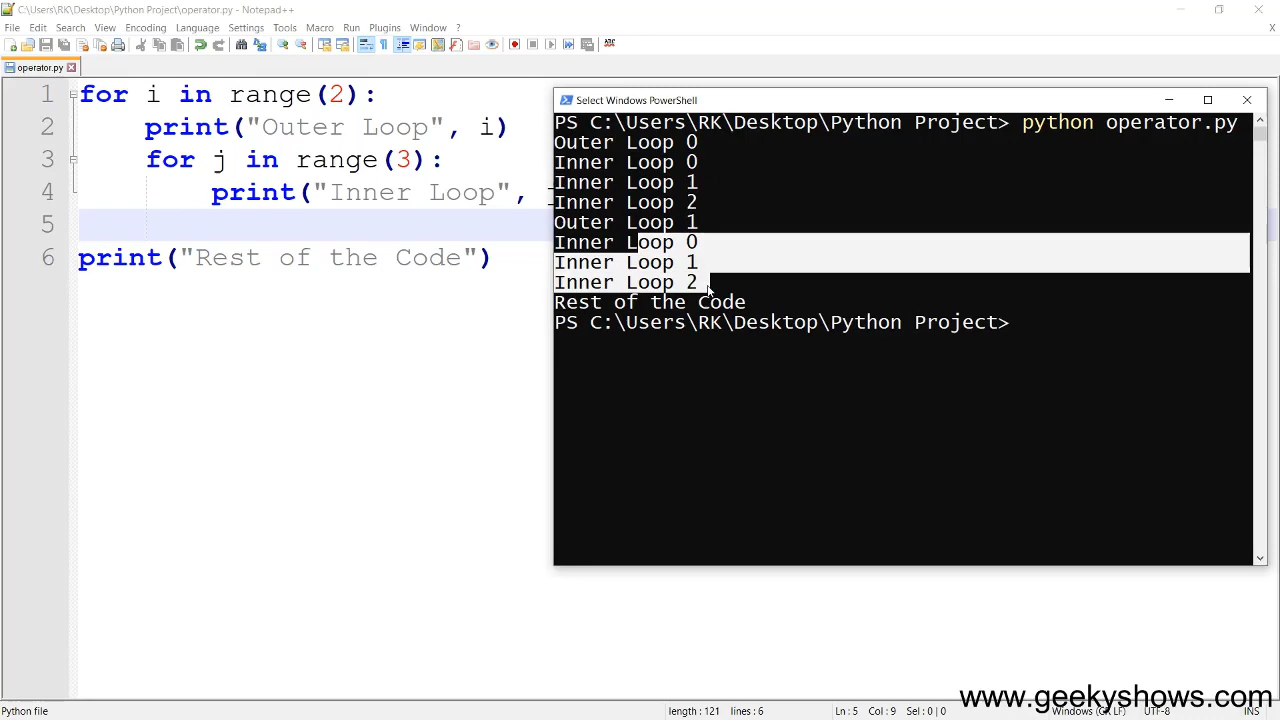 C:\Users\RK\Desktop\Python Project\operator.py - Notepad++
File Edit Search View Encoding Language Settings Tools Macro Run Plugins Window ?
X
operator.py
1 for i in range(2):
2 print("Outer Loop", i)
3 for j in range(3):
4 print("Inner Loop",
5
6 print("Rest of the Code")
Select Windows PowerShell
PS C:\Users\RK\Desktop\Python Project> python operator.py
Outer Loop 0
Inner Loop 0
Inner Loop 1
Inner Loop 2
Outer Loop 1
Inner Loop 0
Inner Loop 1
Inner Loop 2
Rest of the Code
PS C:\Users\RK\Desktop\Python Project>
www.geekyshows.com
Python file length : 121 lines : 6 Ln : 5 Col : 9 Sel : 0 | 0 Windows (CR LF) UTF-8 INS